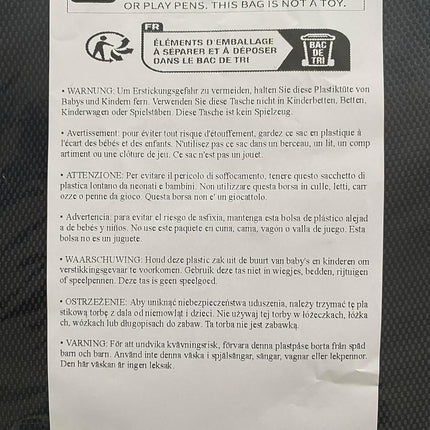 OR PLAY PENS. THIS BAG IS NOT A TOY.
FR
ÉLÉMENTS D'EMBALLAGE
À SÉPARER ET À DÉPOSER
DANS LE BAC DE TRI
BAC
DE
TRI
• WARNUNG: Um Erstickungsgefahr zu vermeiden, halten Sie diese Plastiktüte von
Babys und Kindern fern. Verwenden Sie diese Tasche nicht in Kinderbetten, Betten,
Kinderwagen oder Spielställen. Diese Tasche ist kein Spielzeug.
• Avertissement: pour éviter tout risque d'étouffement, gardez ce sac en plastique à
l'écart des bébés et des enfants. N'utilisez pas ce sac dans un berceau, un lit, un comp
artiment ou une clôture de jeu. Ce sac n'est pas un jouet.
• ATTENZIONE: Per evitare il pericolo di soffocamento, tenere questo sacchetto di
plastica lontano da neonati e bambini. Non utilizzare questa borsa in culle, letti, carr
ozze o penne da gioco. Questa borsa non e' un giocattolo.
• Advertencia: para evitar el riesgo de asfixia, mantenga esta bolsa de plástico alejad
a de bebés y niños. No use este paquete en cuna, cama, vagón o valla de juego. Esta
bolsa no es un juguete.
• WAARSCHUWING: Houd deze plastic zak uit de buurt van baby's en kinderen om
verstikkingsgevaar te voorkomen. Gebruik deze tas niet in wiegjes, bedden, rijtuigen
of speelpennen. Deze tas is geen speelgoed.
• OSTRZEŻENIE: Aby uniknąć niebezpieczeństwa uduszenia, należy trzymać tę pla
stikową torbę z dala od niemowląt i dzieci. Nie używaj tej torby w łóżeczkach, łóżka
ch, wózkach lub długopisach do zabaw. Ta torba nie jest zabawką.
• VARNING: För att undvika kvävningsrisk, förvara denna plastpåse borta från späd
barn och barn. Använd inte denna väska i spjälsängar, sängar, vagnar eller lekpennor.
Den här väskan är ingen leksak.